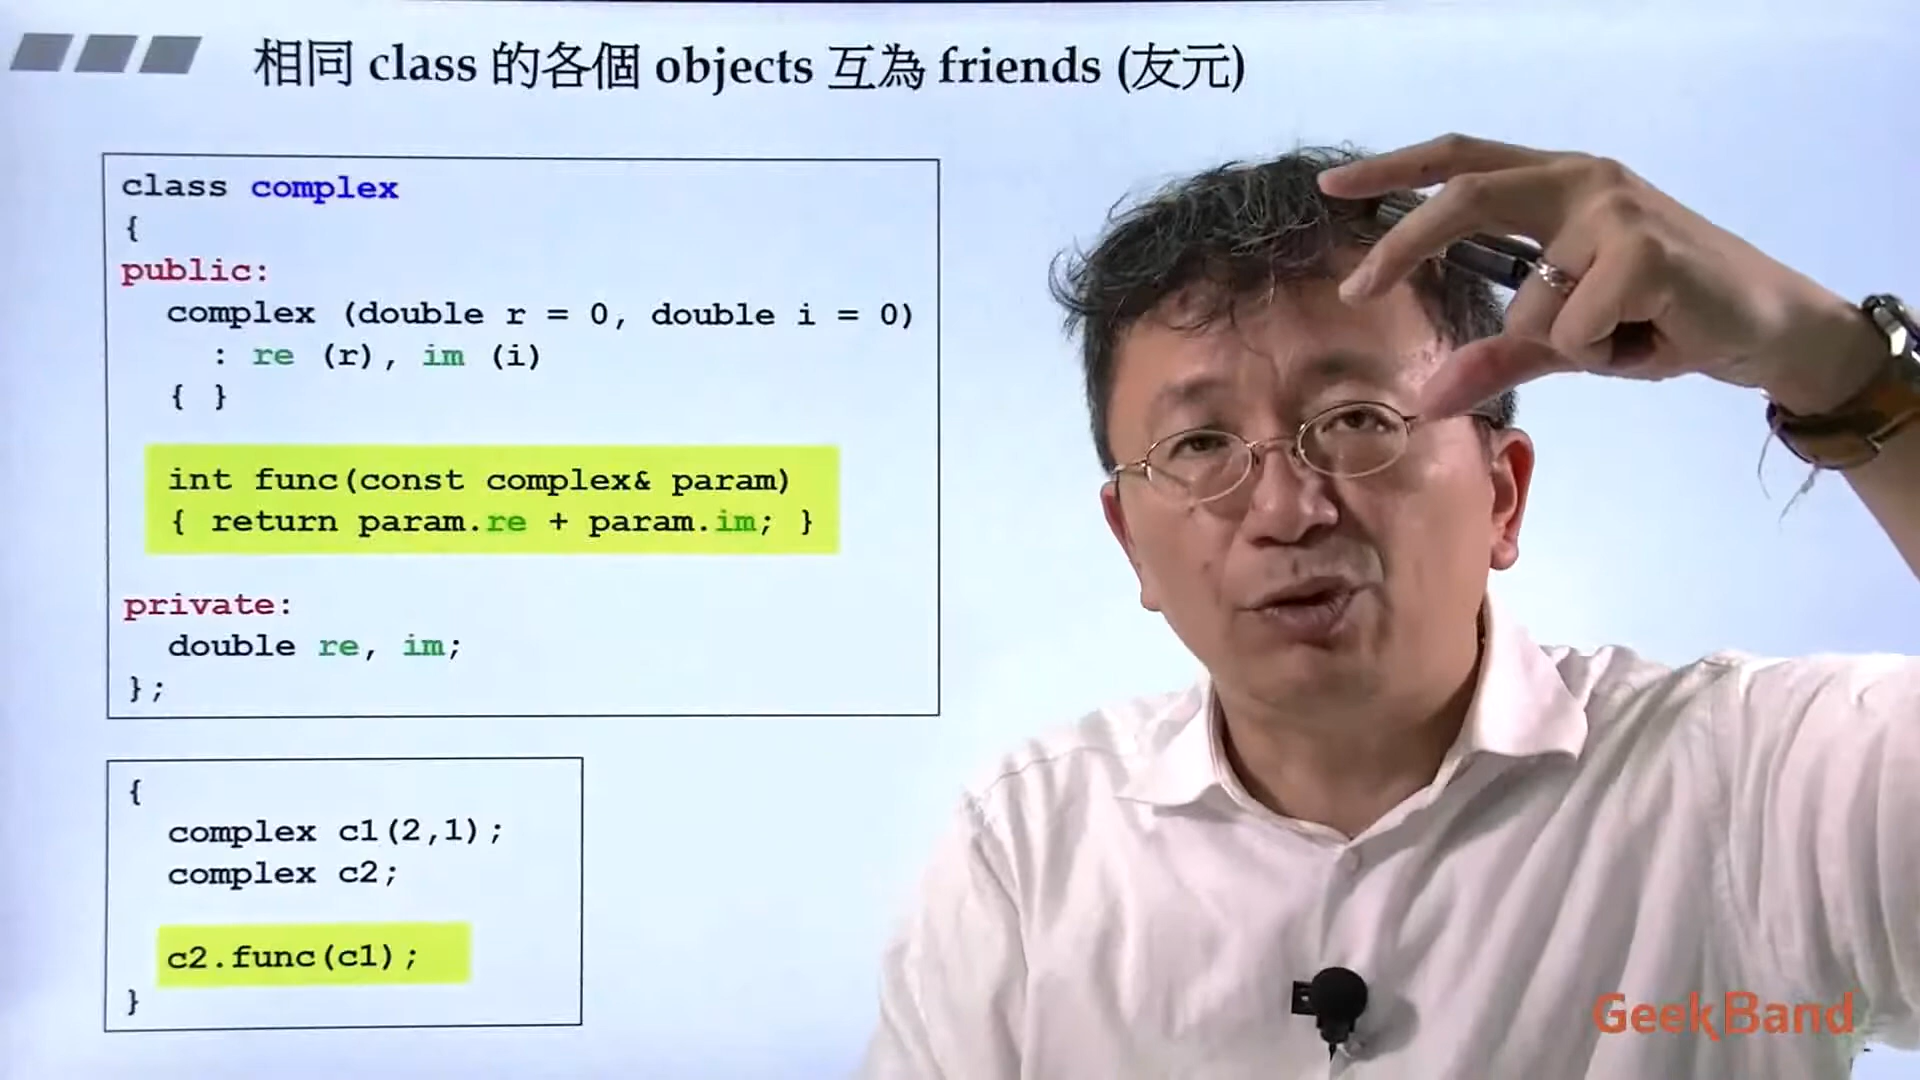 相同 class 的各個 objects 互為 friends (友元)
class complex
{
public:
complex (double r = 0, double i = 0)
: re (r), im (i)
{ }
int func(const complex& param)
{ return param.re + param.im; }
private:
double re, im;
};
{
complex c1(2,1);
complex c2;
c2.func(c1);
}
GeekBand